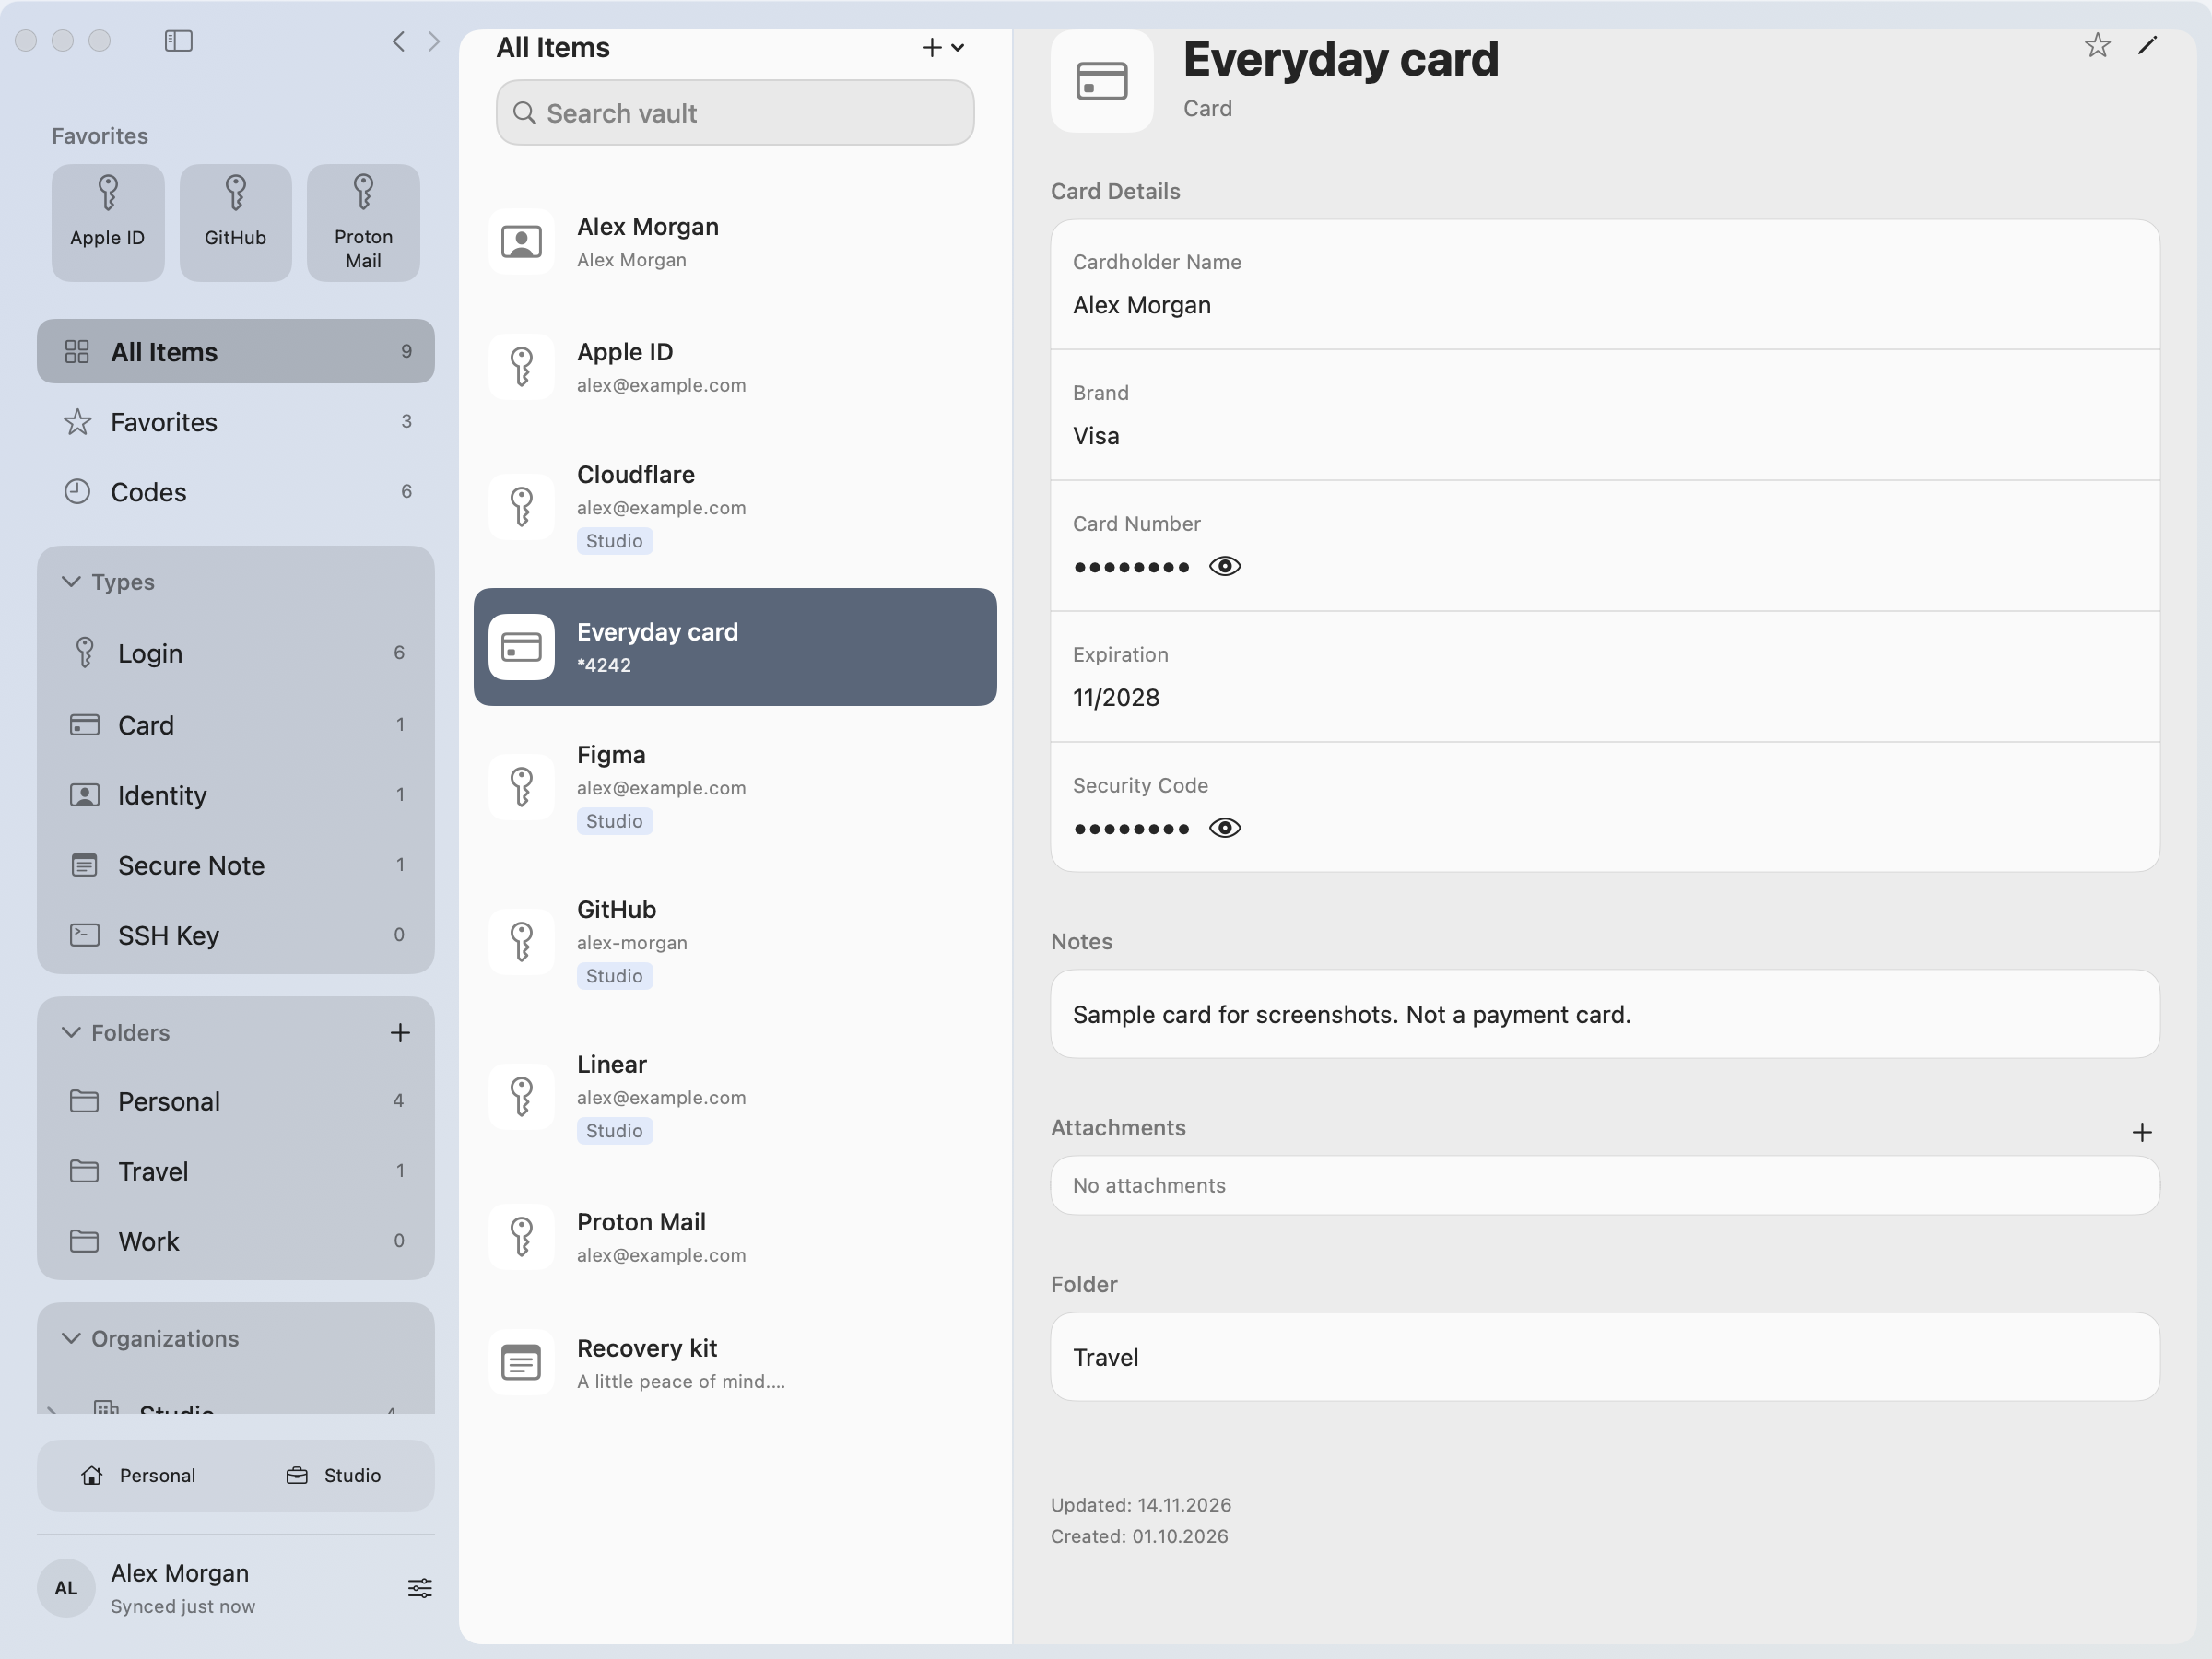 Favorites
Apple ID
GitHub
Proton
Mail
All Items 9
Favorites 3
Codes 6
Types
Login 6
Card 1
Identity 1
Secure Note 1
SSH Key 0
Folders
Personal 4
Travel 1
Work 0
Organizations
Studio 4
Personal
Studio
AL
Alex Morgan
Synced just now
All Items
Search vault
Alex Morgan
Alex Morgan
Apple ID
alex@example.com
Cloudflare
alex@example.com
Studio
Everyday card
*4242
Figma
alex@example.com
Studio
GitHub
alex-morgan
Studio
Linear
alex@example.com
Studio
Proton Mail
alex@example.com
Recovery kit
A little peace of mind....
Everyday card
Card
Card Details
Cardholder Name
Alex Morgan
Brand
Visa
Card Number
••••••••
Expiration
11/2028
Security Code
••••••••
Notes
Sample card for screenshots. Not a payment card.
Attachments
No attachments
Folder
Travel
Updated: 14.11.2026
Created: 01.10.2026